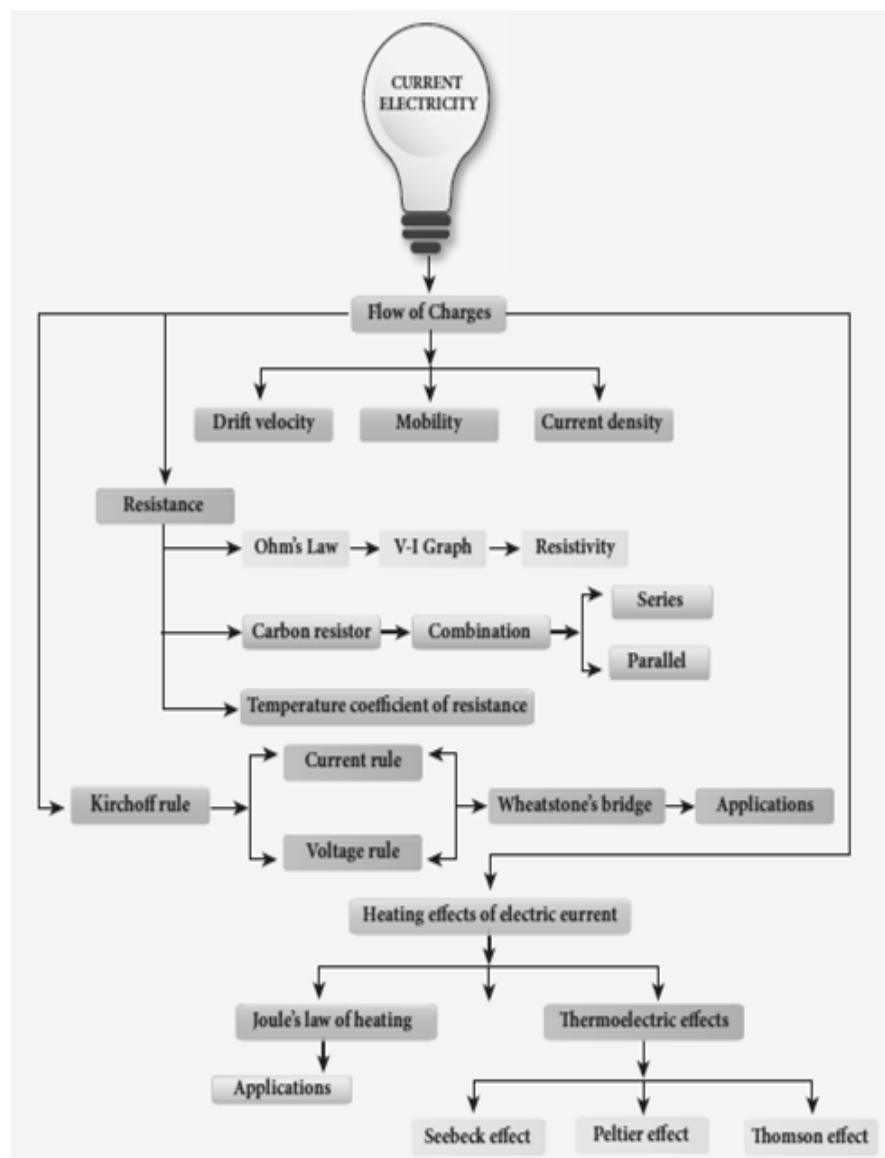 CURRENT
ELECTRICITY
Flow of Charges
Drift velocity
Mobility
Current density
Resistance
Ohm's Law
V-I Graph
Resistivity
Carbon resistor
Combination
Series
Parallel
Temperature coefficient of resistance
Kirchoff rule
Current rule
Voltage rule
Wheatstone's bridge
Applications
Heating effects of electric eurrent
Joule's law of heating
Thermoelectric effects
Applications
Seebeck effect
Peltier effect
Thomson effect